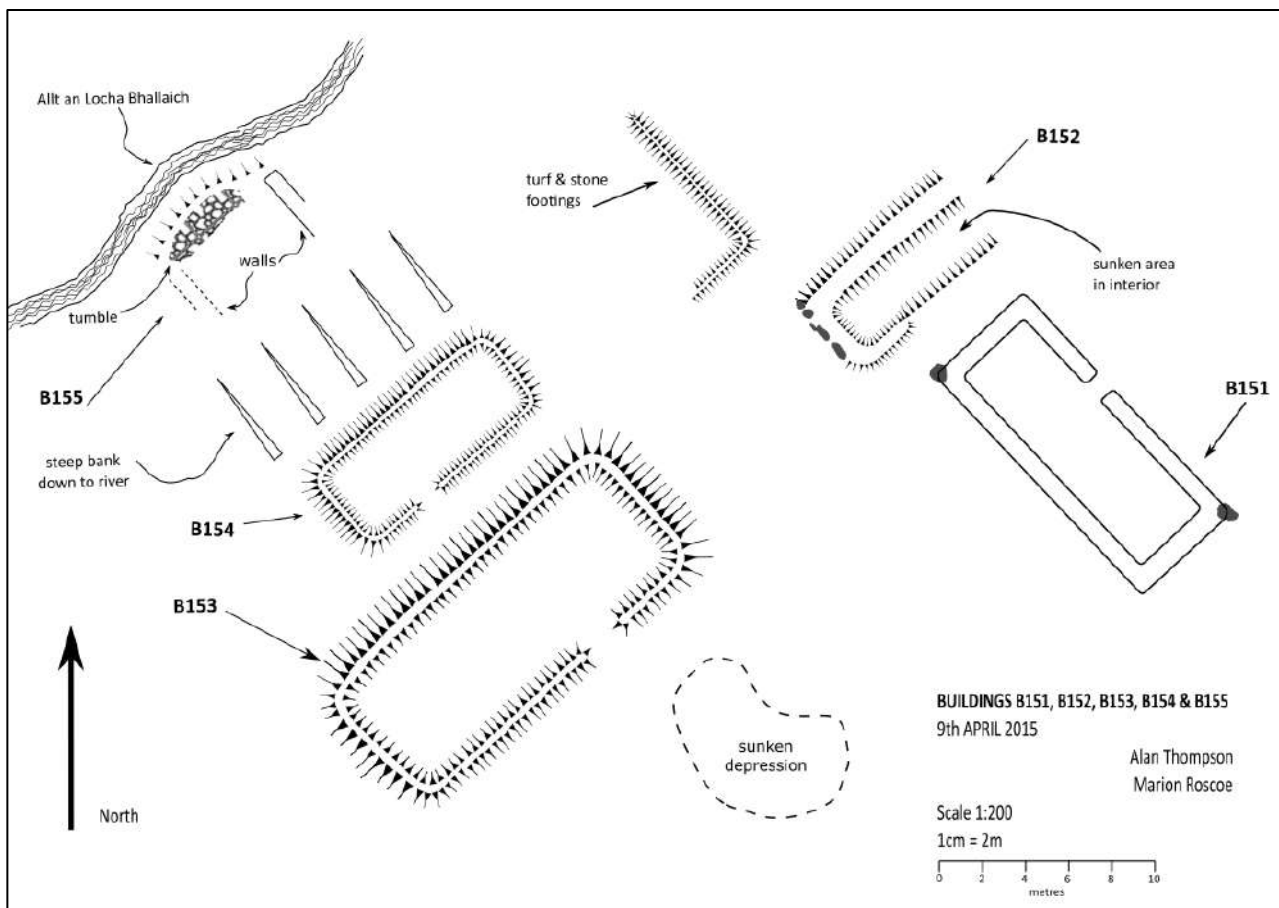 Allt an Locha Bhallaich
B152
turf & stone
footings
walls
sunken area
in interior
tumble
B155
B151
steep bank
down to river
B154
B153
BUILDINGS B151, B152, B153, B154 & B155
9th APRIL 2015
sunken
depression
Alan Thompson
Marion Roscoe
North
Scale 1:200
1cm = 2m
0 2 4 6 8 10
metres